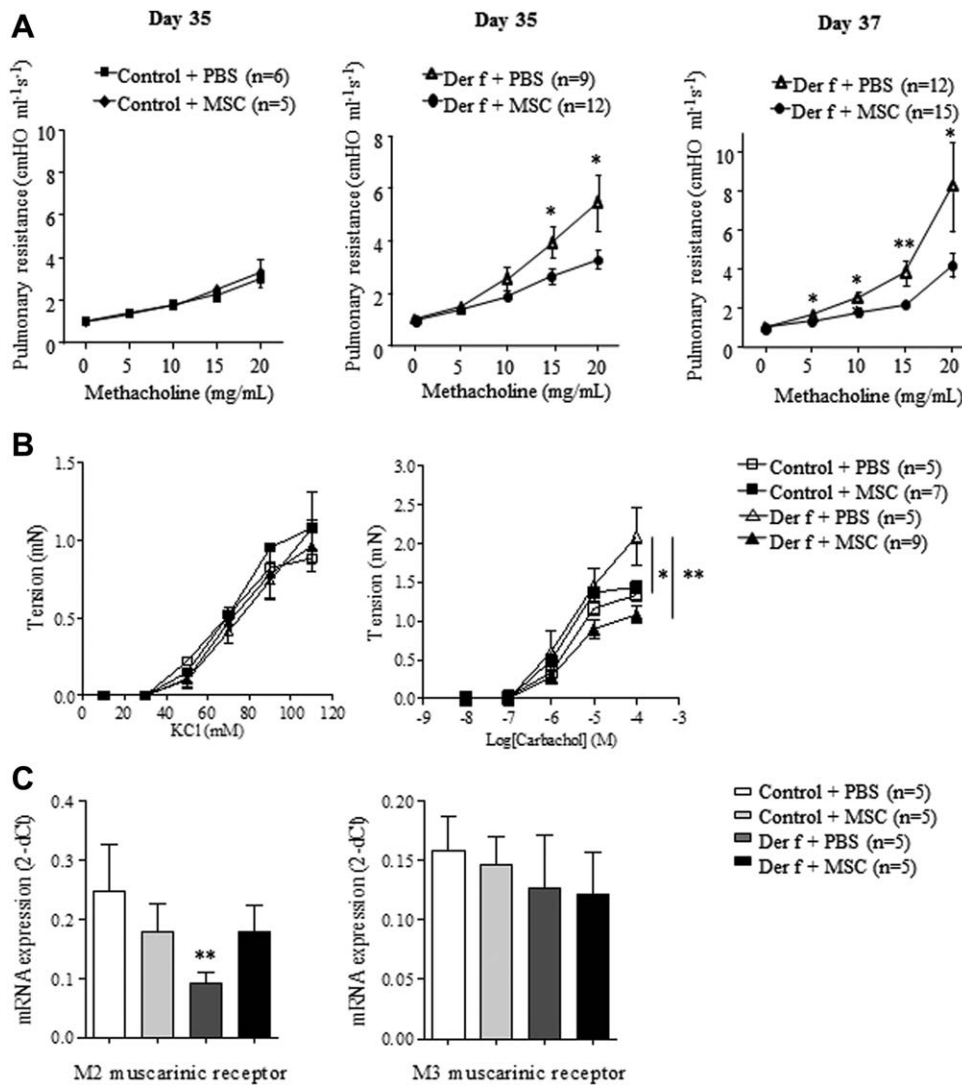 A
Day 35
Day 35
Day 37
Control + PBS (n=6)
Control + MSC (n=5)
Pulmonary resistance (cmHO ml⁻¹s⁻¹)
10
8
6
4
2
0
0 5 10 15 20
Methacholine (mg/mL)
Der f + PBS (n=9)
Der f + MSC (n=12)
Pulmonary resistance (cmHO ml⁻¹s⁻¹)
8
6
4
2
0
* *
0 5 10 15 20
Methacholine (mg/mL)
Der f + PBS (n=12)
Der f + MSC (n=15)
Pulmonary resistance (cmHO ml⁻¹s⁻¹)
10
8
6
4
2
0
* * ** *
0 5 10 15 20
Methacholine (mg/mL)
B
Tension (mN)
1.5
1.0
0.5
0.0
0 20 40 60 80 100 120
KCl (mM)
Tension (mN)
3.0
2.5
2.0
1.5
1.0
0.5
0.0
* **
-9 -8 -7 -6 -5 -4 -3
Log[Carbachol] (M)
Control + PBS (n=5)
Control + MSC (n=7)
Der f + PBS (n=5)
Der f + MSC (n=9)
C
mRNA expression (2-dCt)
0.4
0.3
0.2
0.1
0.0
**
M2 muscarinic receptor
mRNA expression (2-dCt)
0.20
0.15
0.10
0.05
0.00
M3 muscarinic receptor
Control + PBS (n=5)
Control + MSC (n=5)
Der f + PBS (n=5)
Der f + MSC (n=5)